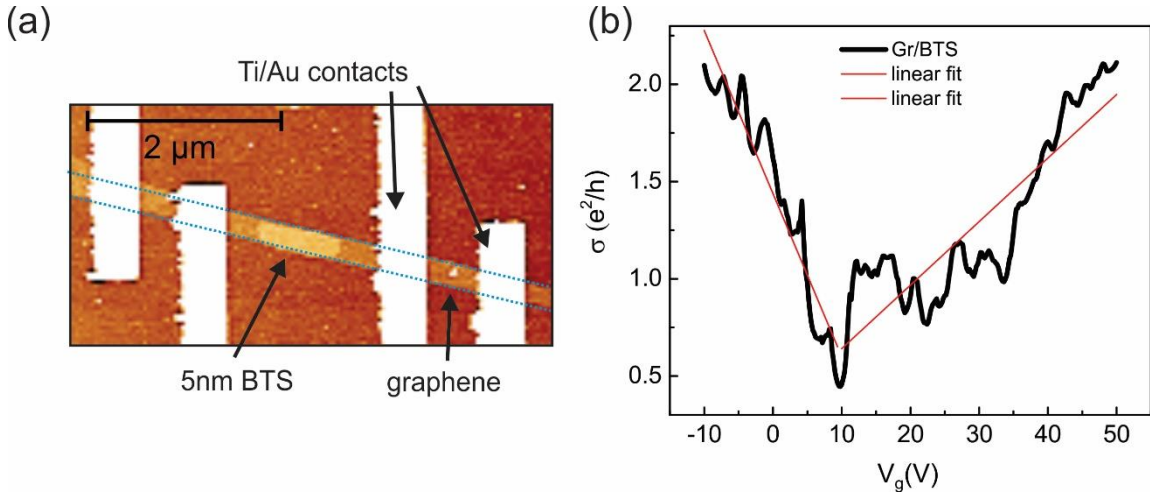 (a)
Ti/Au contacts
2 µm
5nm BTS
graphene
(b)
Gr/BTS
linear fit
linear fit
σ (e²/h)
2.0
1.5
1.0
0.5
-10 0 10 20 30 40 50
Vg(V)